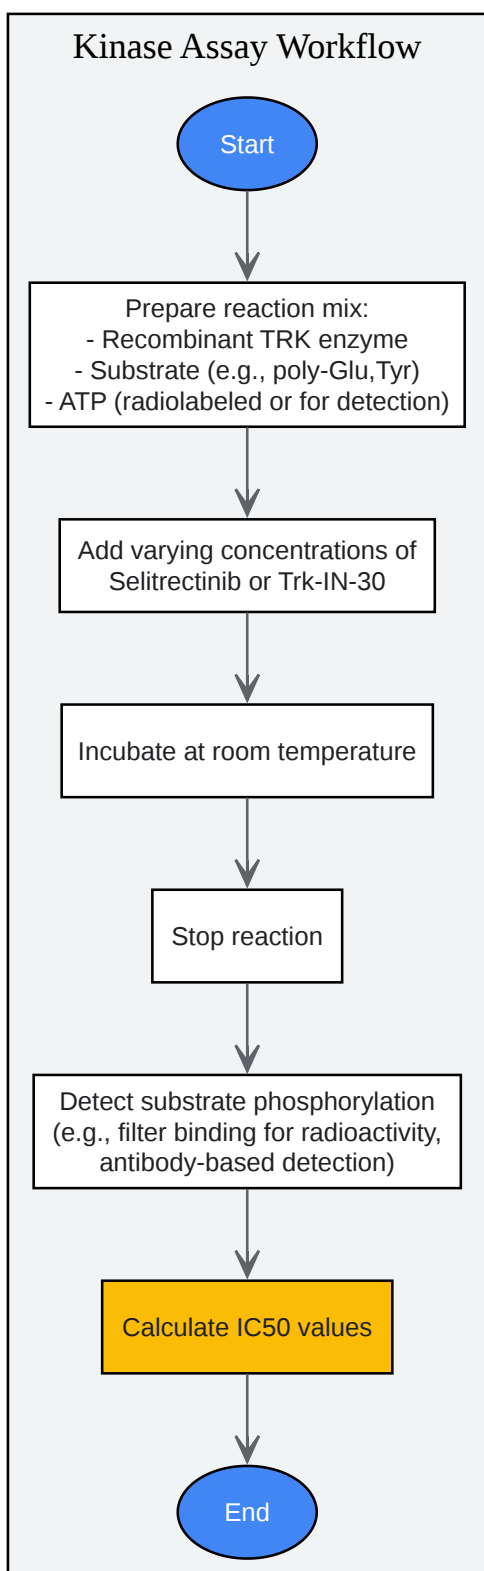 Kinase Assay Workflow
Start
Prepare reaction mix:
- Recombinant TRK enzyme
- Substrate (e.g., poly-Glu,Tyr)
- ATP (radiolabeled or for detection)
Add varying concentrations of
Selitrectinib or Trk-IN-30
Incubate at room temperature
Stop reaction
Detect substrate phosphorylation
(e.g., filter binding for radioactivity,
antibody-based detection)
Calculate IC50 values
End